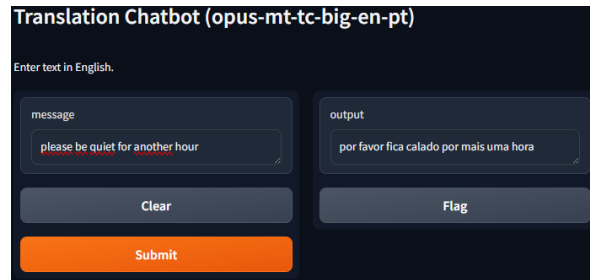 Translation Chatbot (opus-mt-tc-big-en-pt)
Enter text in English.
message
please be quiet for another hour
Clear
Submit
output
por favor fica calado por mais uma hora
Flag